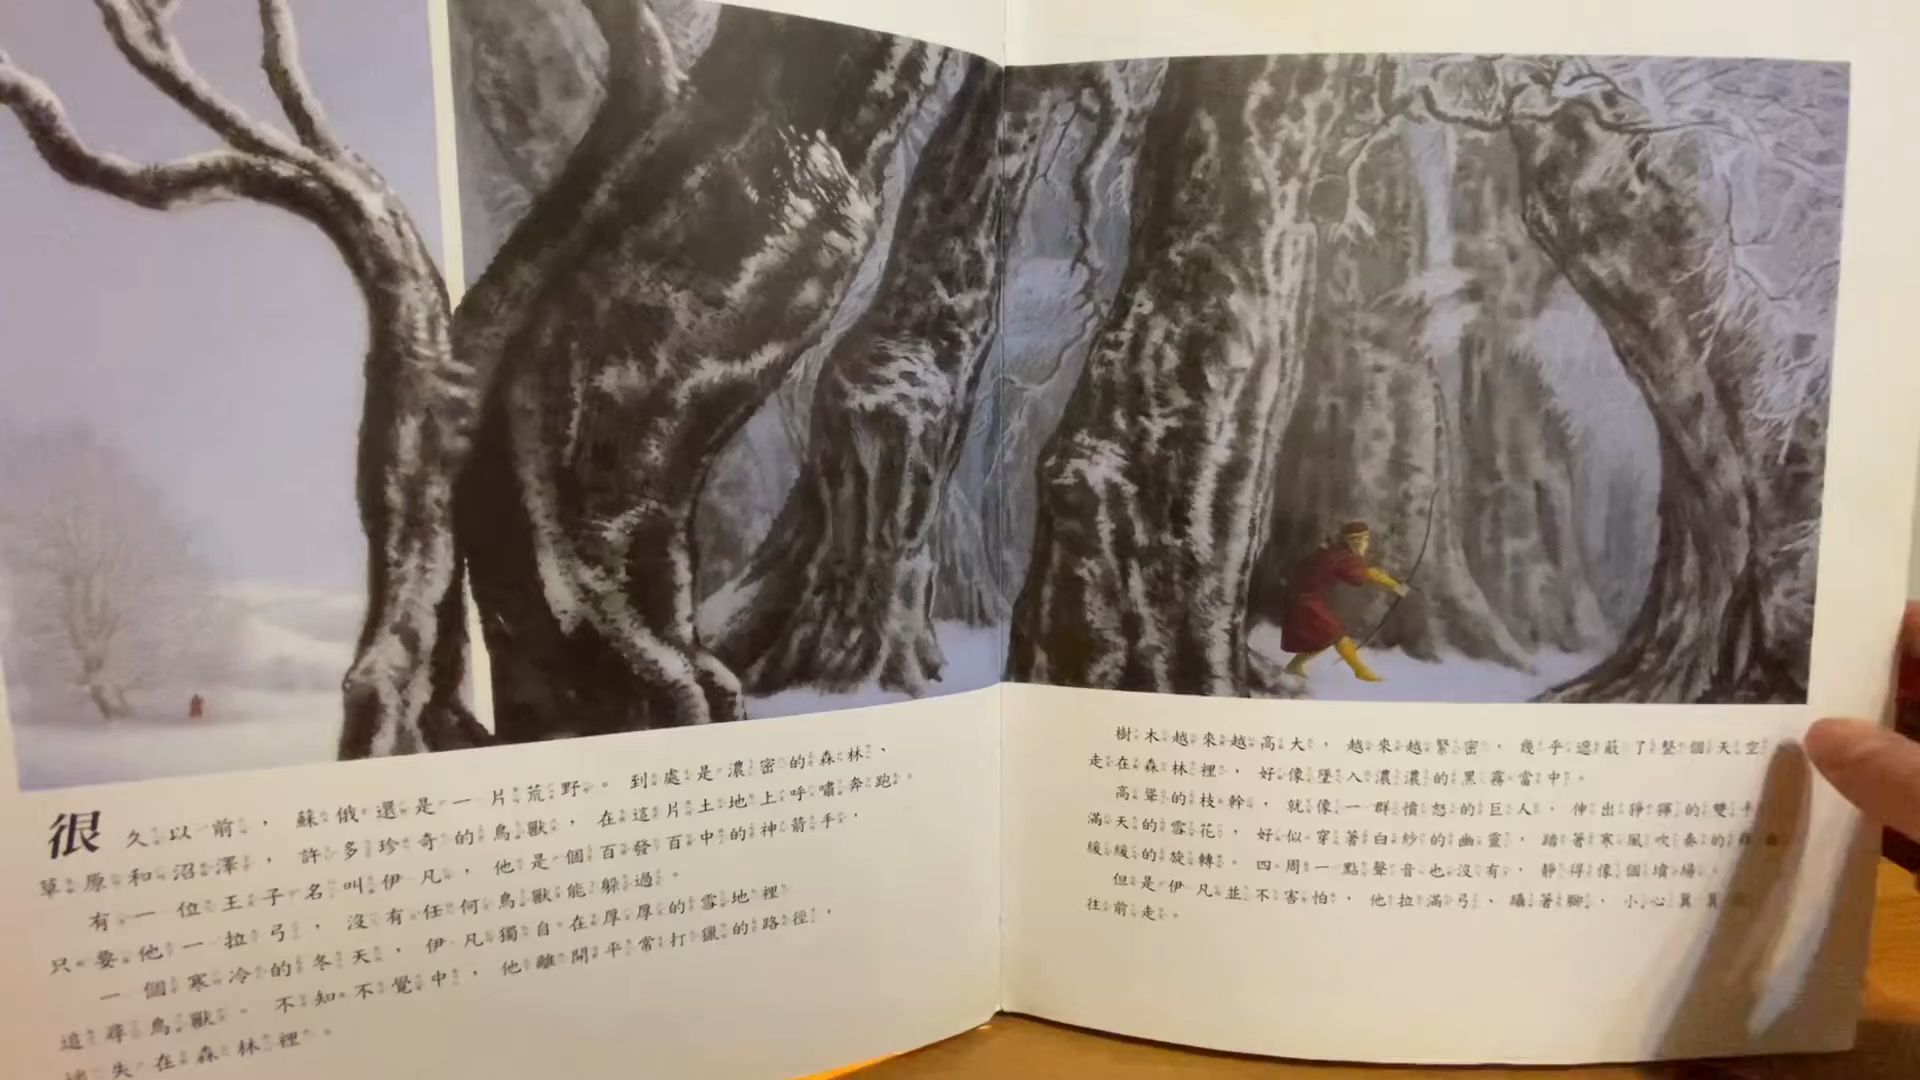 很久以前，蘇俄還是一片荒野。到處是濃密的森林、
草原和沼澤，許多珍奇的鳥獸，在這片土地上呼嘯奔跑。
有一位王子名叫伊凡，他是個百發百中的神箭手，
只要他一拉弓，沒有任何鳥獸能躲過。
一個寒冷的冬天，伊凡獨自在厚厚的雪地裡
追尋鳥獸。不知不覺中，他離開平常打獵的路徑，
失在森林裡。
樹木越來越高大，越來越緊密，幾乎遮蔽了整個天空
走在森林裡，好像墜入濃濃的黑霧當中。
高聳的枝幹，就像一群憤怒的巨人，伸出猙獰的雙手
滿天的雪花，好似穿著白紗的幽靈，踏著寒風吹奏的
緩緩的旋轉。四周一點聲音也沒有，靜得像個墳場。
但是伊凡並不害怕，他拉滿弓、躡著腳，小心翼翼
往前走。